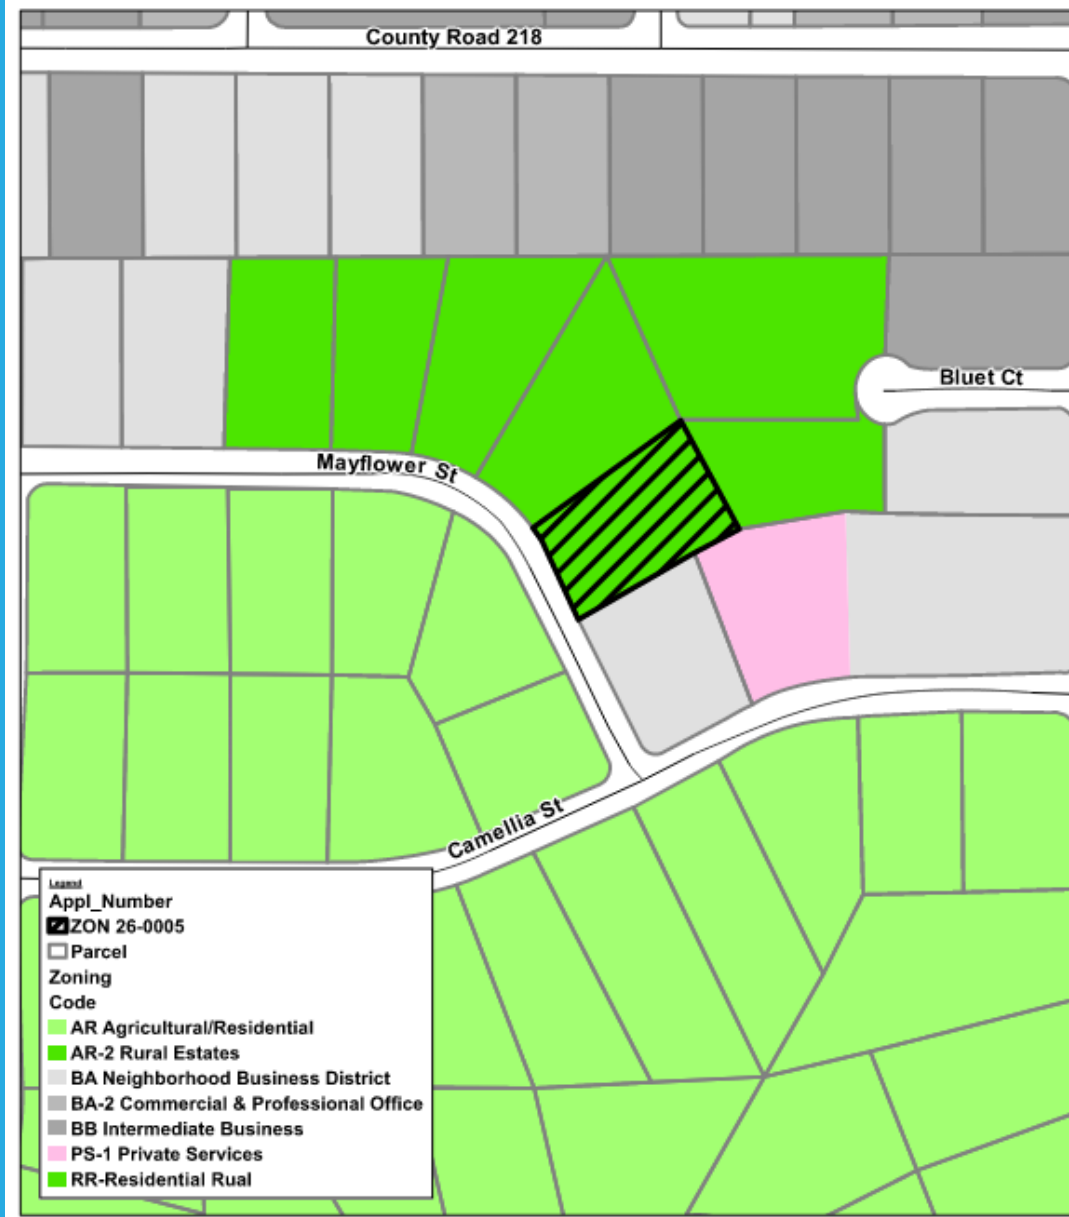 County Road 218
Bluet Ct
Mayflower St
Camellia St
Legend
Appl_Number
ZON 26-0005
Parcel
Zoning
Code
AR Agricultural/Residential
AR-2 Rural Estates
BA Neighborhood Business District
BA-2 Commercial & Professional Office
BB Intermediate Business
PS-1 Private Services
RR-Residential Rual